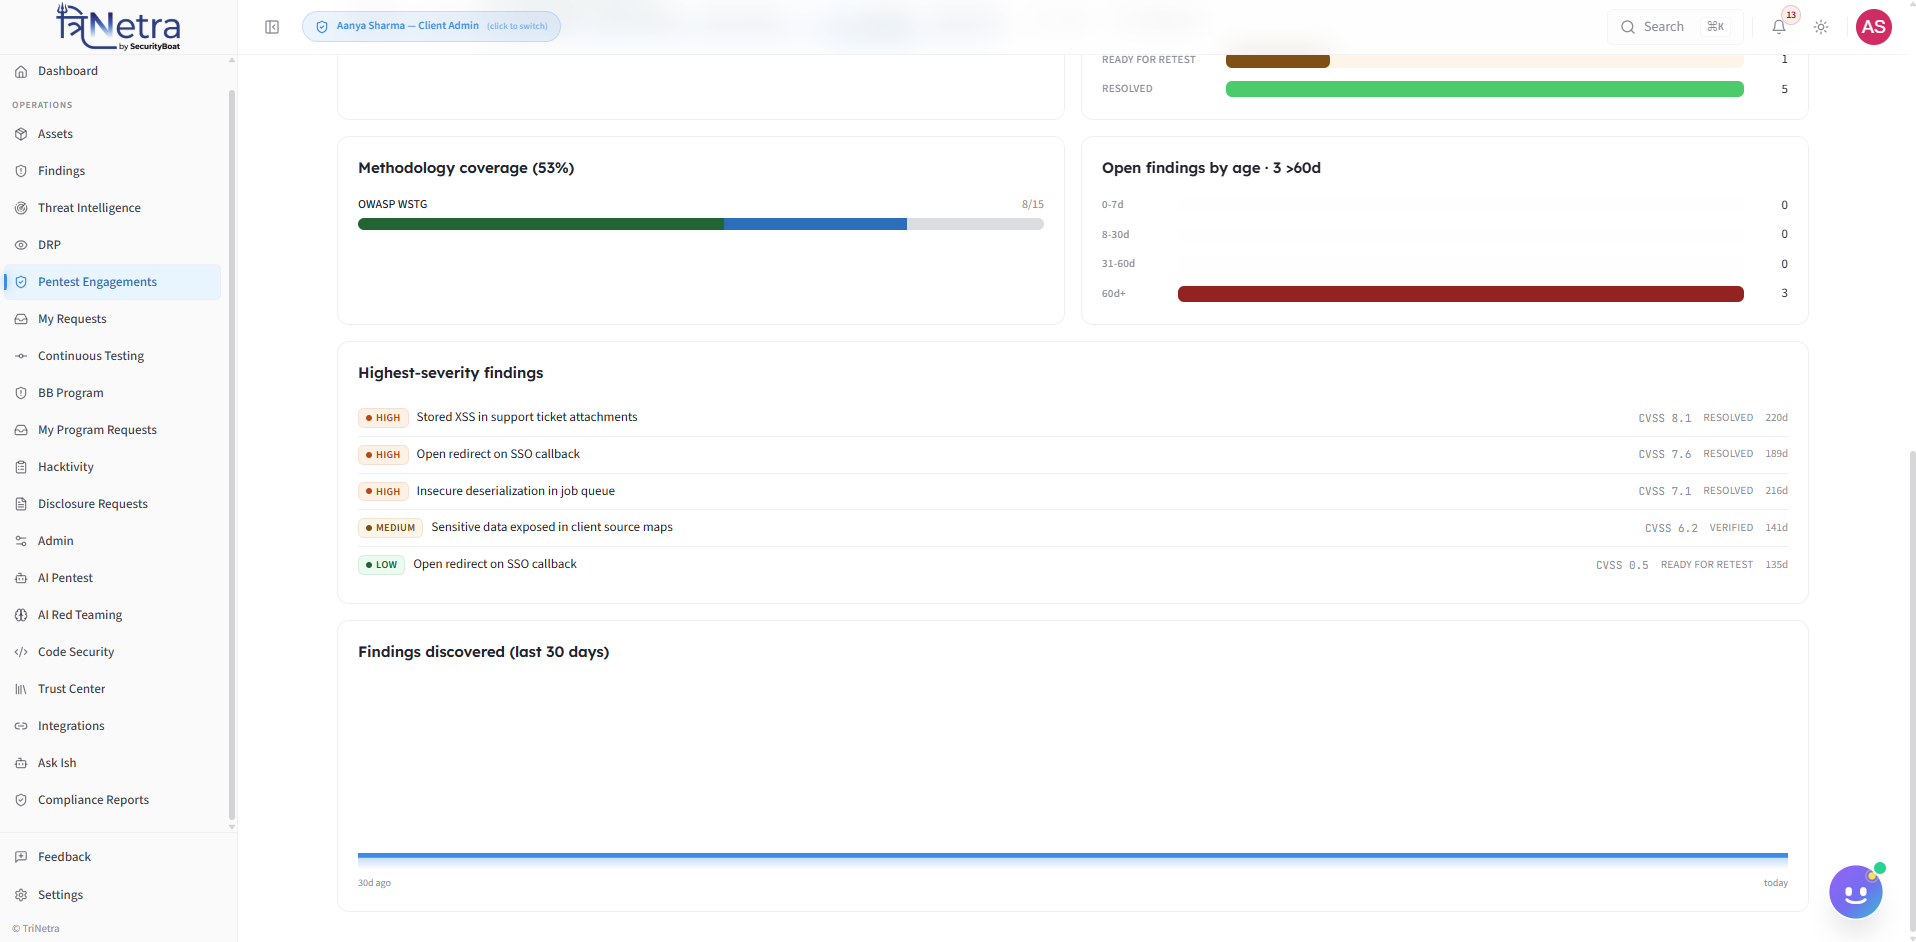 त्रिNetra
by SecurityBoat
Aanya Sharma — Client Admin (click to switch)
Search ⌘K
13
AS
Dashboard
OPERATIONS
Assets
Findings
Threat Intelligence
DRP
Pentest Engagements
My Requests
Continuous Testing
BB Program
My Program Requests
Hacktivity
Disclosure Requests
Admin
AI Pentest
AI Red Teaming
Code Security
Trust Center
Integrations
Ask Ish
Compliance Reports
Feedback
Settings
© TriNetra
READY FOR RETEST 1
RESOLVED 5
Methodology coverage (53%)
OWASP WSTG 8/15
Open findings by age · 3 >60d
0-7d 0
8-30d 0
31-60d 0
60d+ 3
Highest-severity findings
HIGH Stored XSS in support ticket attachments CVSS 8.1 RESOLVED 220d
HIGH Open redirect on SSO callback CVSS 7.6 RESOLVED 189d
HIGH Insecure deserialization in job queue CVSS 7.1 RESOLVED 216d
MEDIUM Sensitive data exposed in client source maps CVSS 6.2 VERIFIED 141d
LOW Open redirect on SSO callback CVSS 0.5 READY FOR RETEST 135d
Findings discovered (last 30 days)
30d ago today